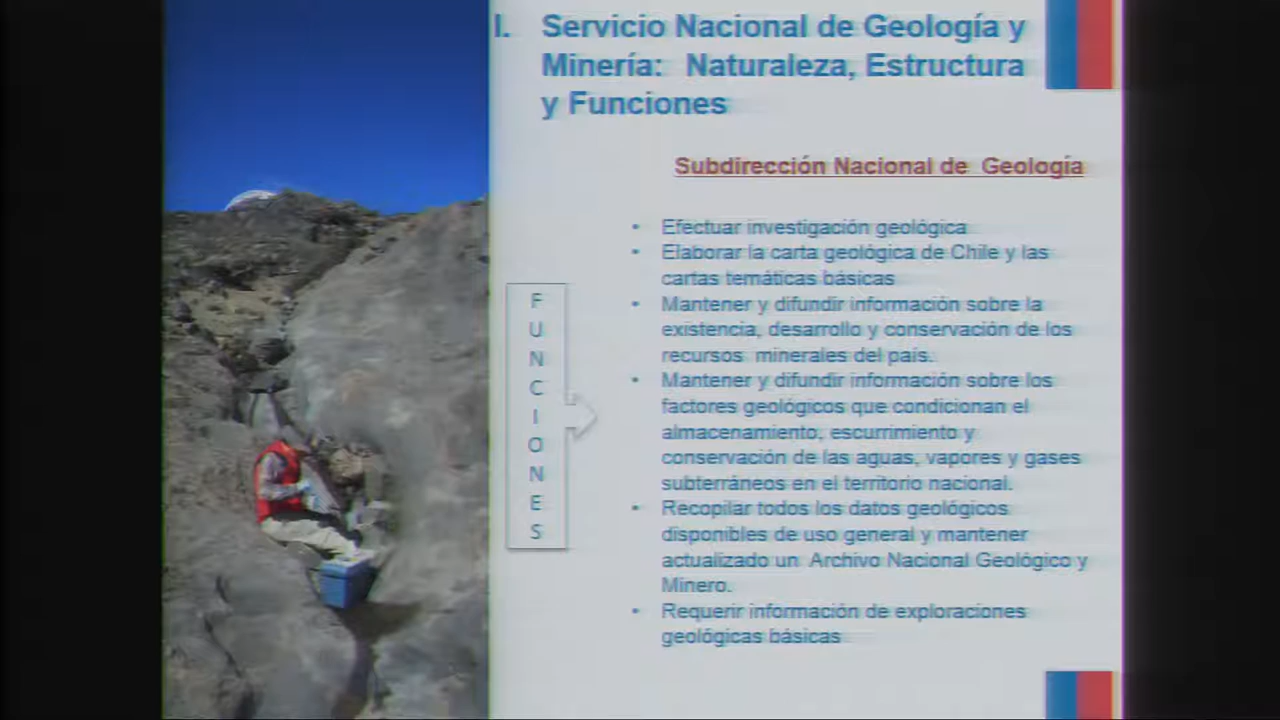 I. Servicio Nacional de Geología y
Minería: Naturaleza, Estructura
y Funciones
Subdirección Nacional de Geología
FUNCIONES
• Efectuar investigación geológica
• Elaborar la carta geológica de Chile y las
cartas temáticas básicas
• Mantener y difundir información sobre la
existencia, desarrollo y conservación de los
recursos minerales del país.
• Mantener y difundir información sobre los
factores geológicos que condicionan el
almacenamiento, escurrimiento y
conservación de las aguas, vapores y gases
subterráneos en el territorio nacional.
• Recopilar todos los datos geológicos
disponibles de uso general y mantener
actualizado un Archivo Nacional Geológico y
Minero.
• Requerir información de exploraciones
geológicas básicas